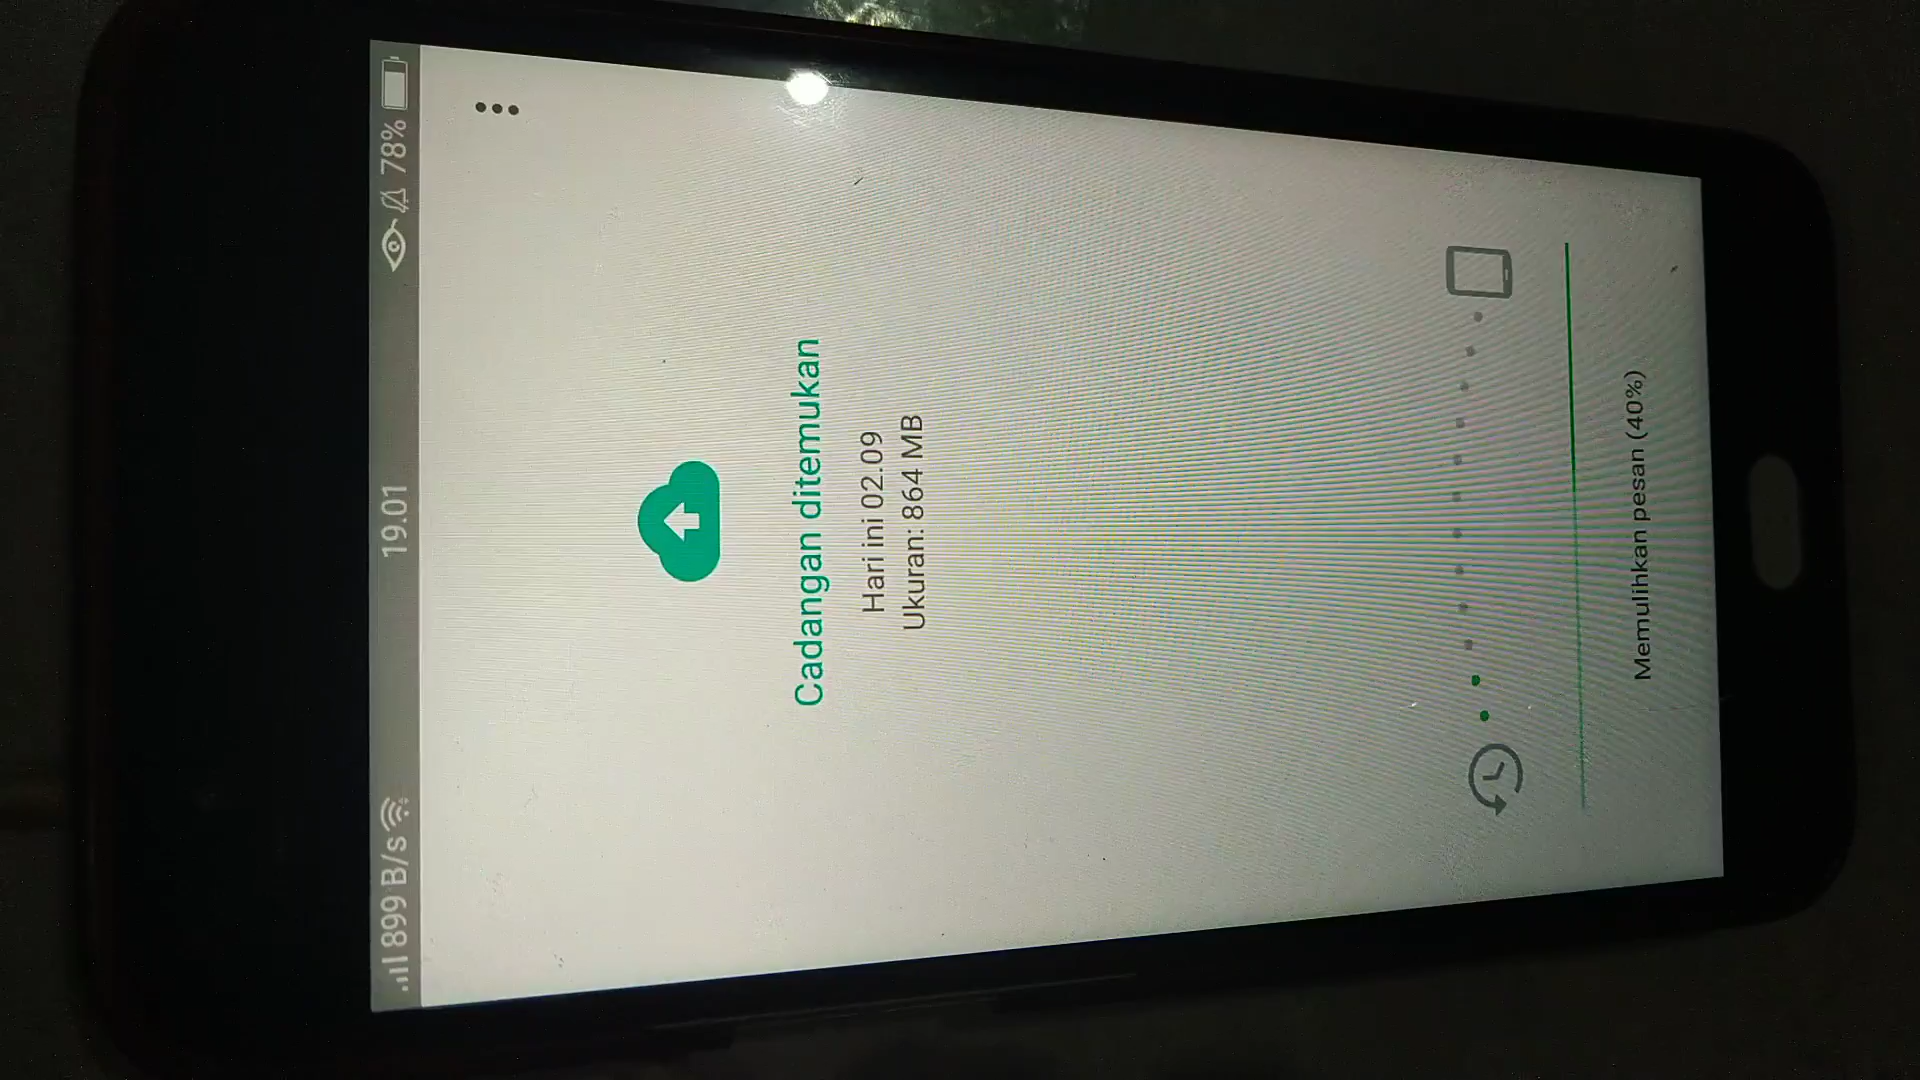 899 B/s 19.01 78%
Cadangan ditemukan
Hari ini 02.09
Ukuran: 864 MB
Memulihkan pesan (40%)